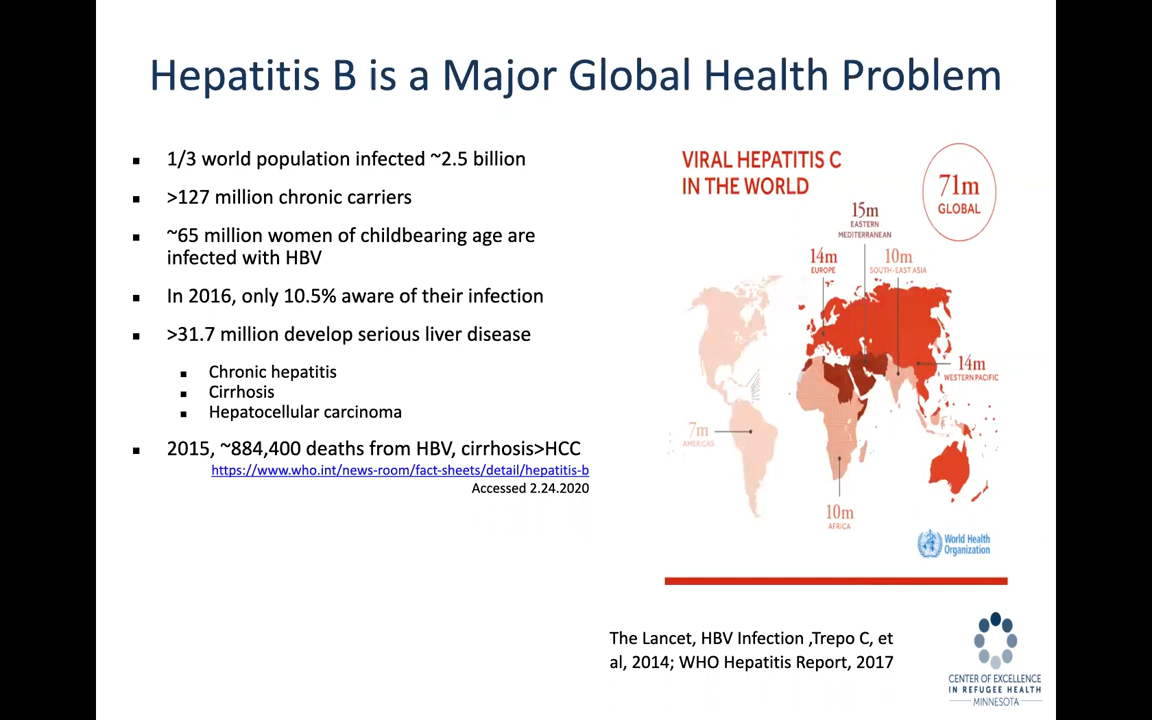 Hepatitis B is a Major Global Health Problem
▪ 1/3 world population infected ~2.5 billion
▪ >127 million chronic carriers
▪ ~65 million women of childbearing age are
infected with HBV
▪ In 2016, only 10.5% aware of their infection
▪ >31.7 million develop serious liver disease
▪ Chronic hepatitis
▪ Cirrhosis
▪ Hepatocellular carcinoma
▪ 2015, ~884,400 deaths from HBV, cirrhosis>HCC
https://www.who.int/news-room/fact-sheets/detail/hepatitis-b
Accessed 2.24.2020
VIRAL HEPATITIS C
IN THE WORLD
71m
GLOBAL
15m
EASTERN
MEDITERRANEAN
14m
EUROPE
10m
SOUTH-EAST ASIA
14m
WESTERN PACIFIC
7m
AMERICAS
10m
AFRICA
World Health
Organization
The Lancet, HBV Infection ,Trepo C, et
al, 2014; WHO Hepatitis Report, 2017
CENTER OF EXCELLENCE
IN REFUGEE HEALTH
MINNESOTA